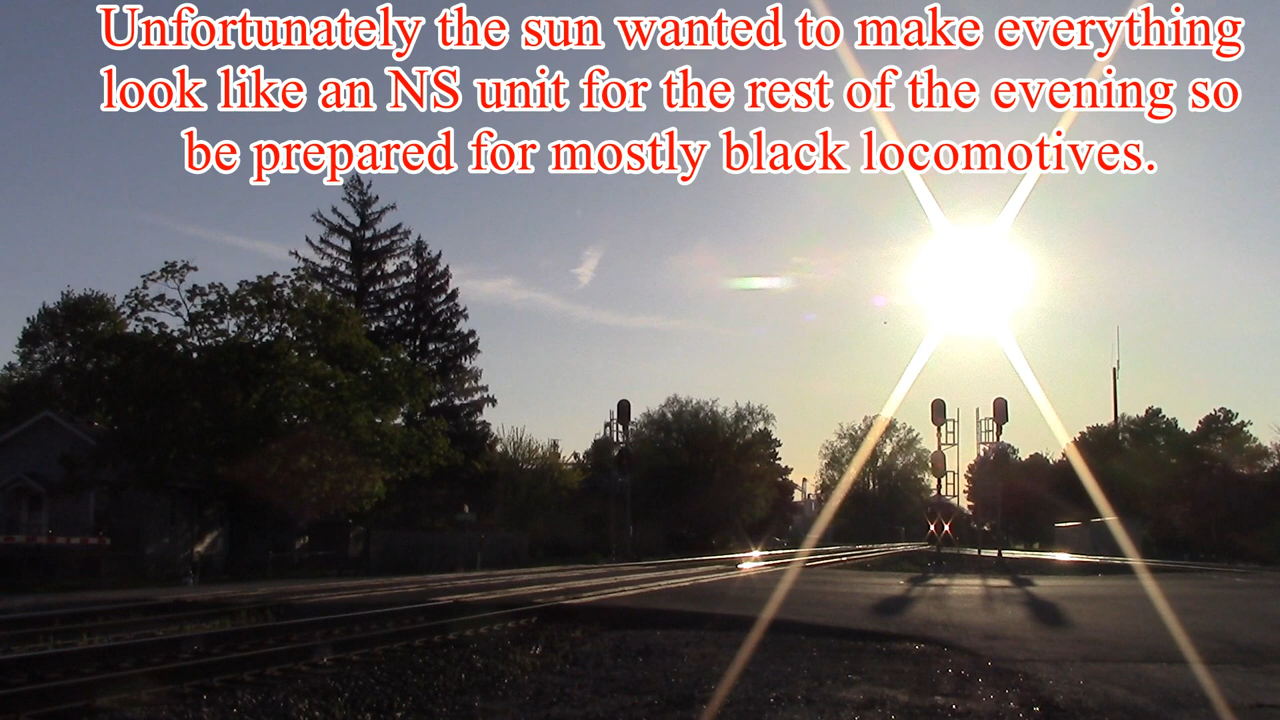 Unfortunately the sun wanted to make everything
look like an NS unit for the rest of the evening so
be prepared for mostly black locomotives.